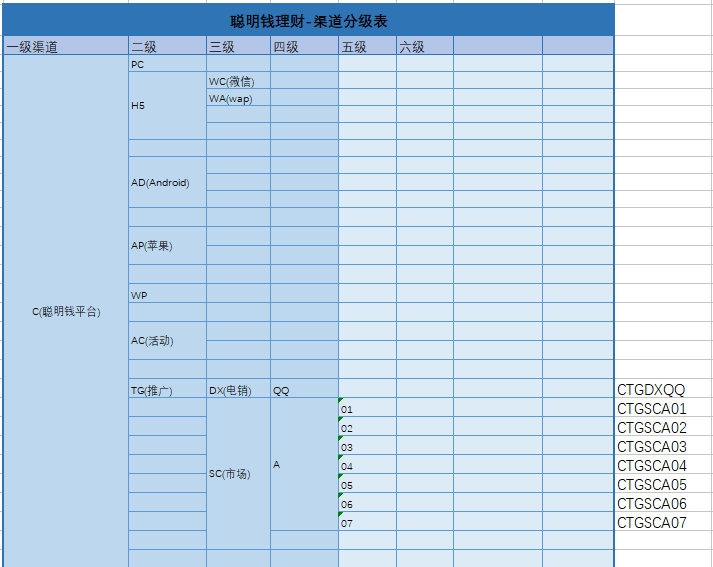 聪明钱理财-渠道分级表
一级渠道 二级 三级 四级 五级 六级
PC
WC(微信)
H5
WA(wap)
AD(Android)
AP(苹果)
WP
C(聪明钱平台)
AC(活动)
TG(推广) DX(电销) QQ CTGDXQQ
01 CTGSCA01
02 CTGSCA02
03 CTGSCA03
SC(市场) A 04 CTGSCA04
05 CTGSCA05
06 CTGSCA06
07 CTGSCA07